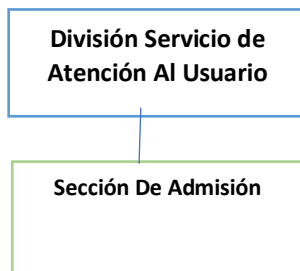 División Servicio de
Atención Al Usuario
Sección De Admisión